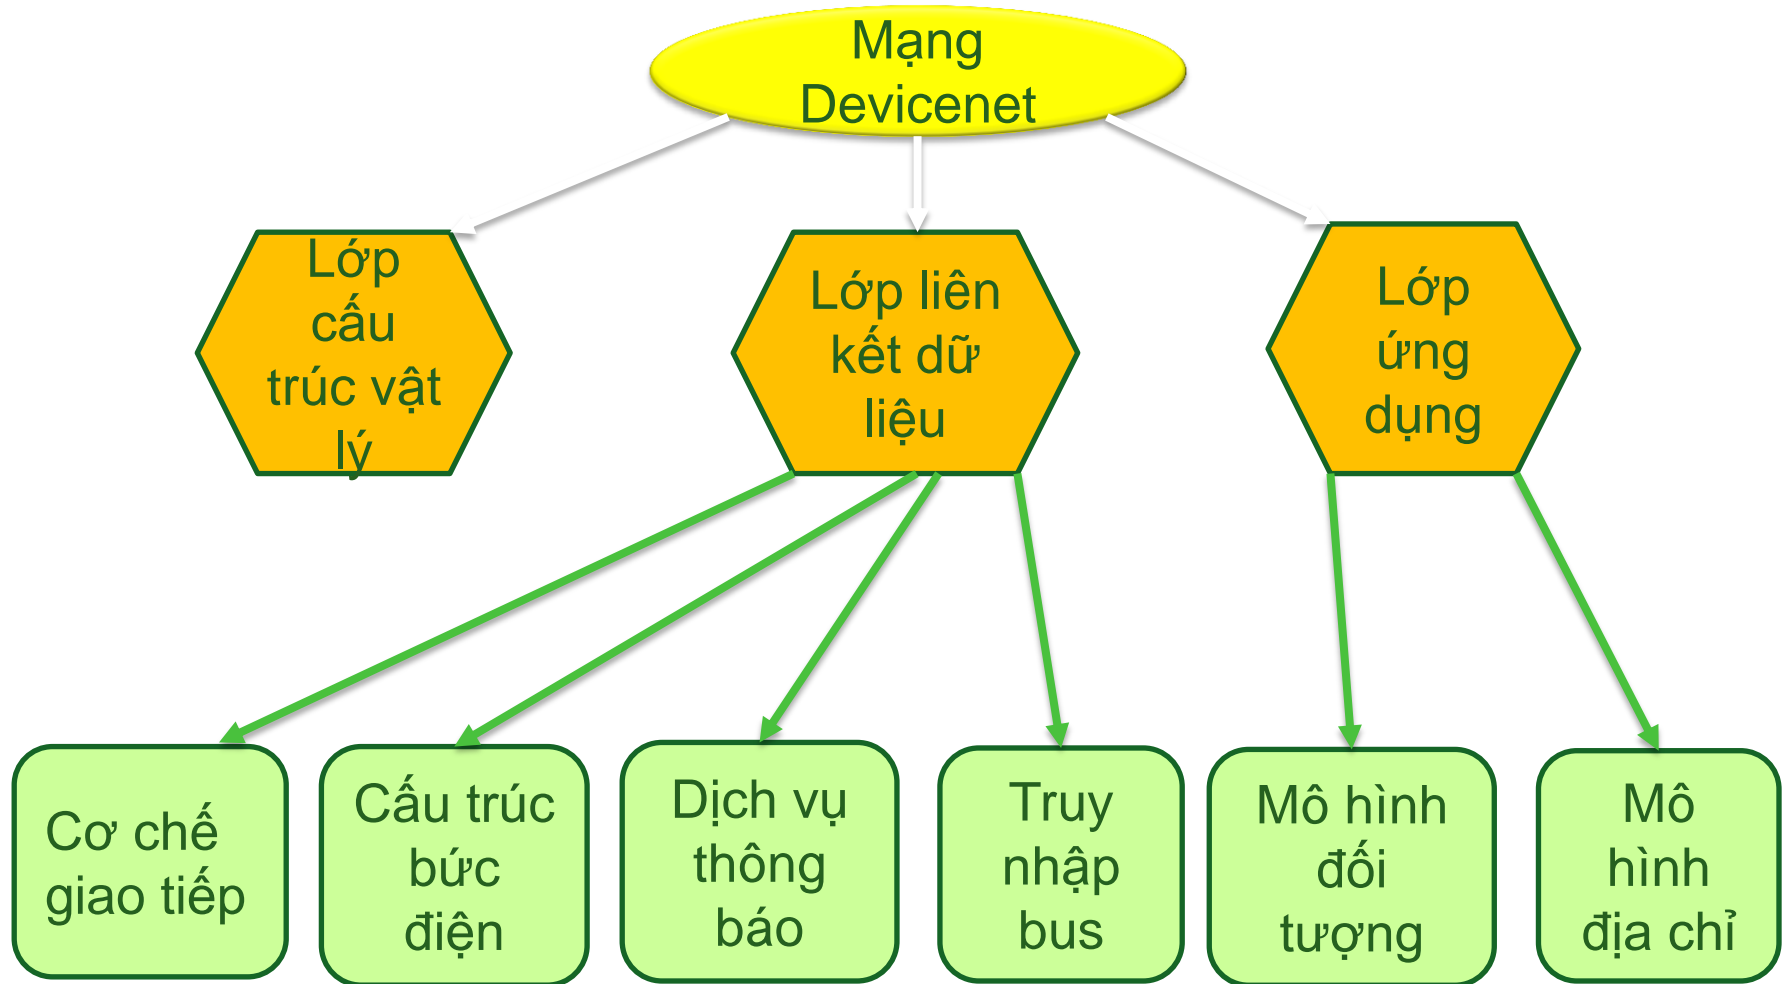 Mạng
Devicenet
Lớp
cấu
trúc vật
lý
Lớp liên
kết dữ
liệu
Lớp
ứng
dụng
Cơ chế
giao tiếp
Cấu trúc
bức
điện
Dịch vụ
thông
báo
Truy
nhập
bus
Mô hình
đối
tượng
Mô
hình
địa chỉ